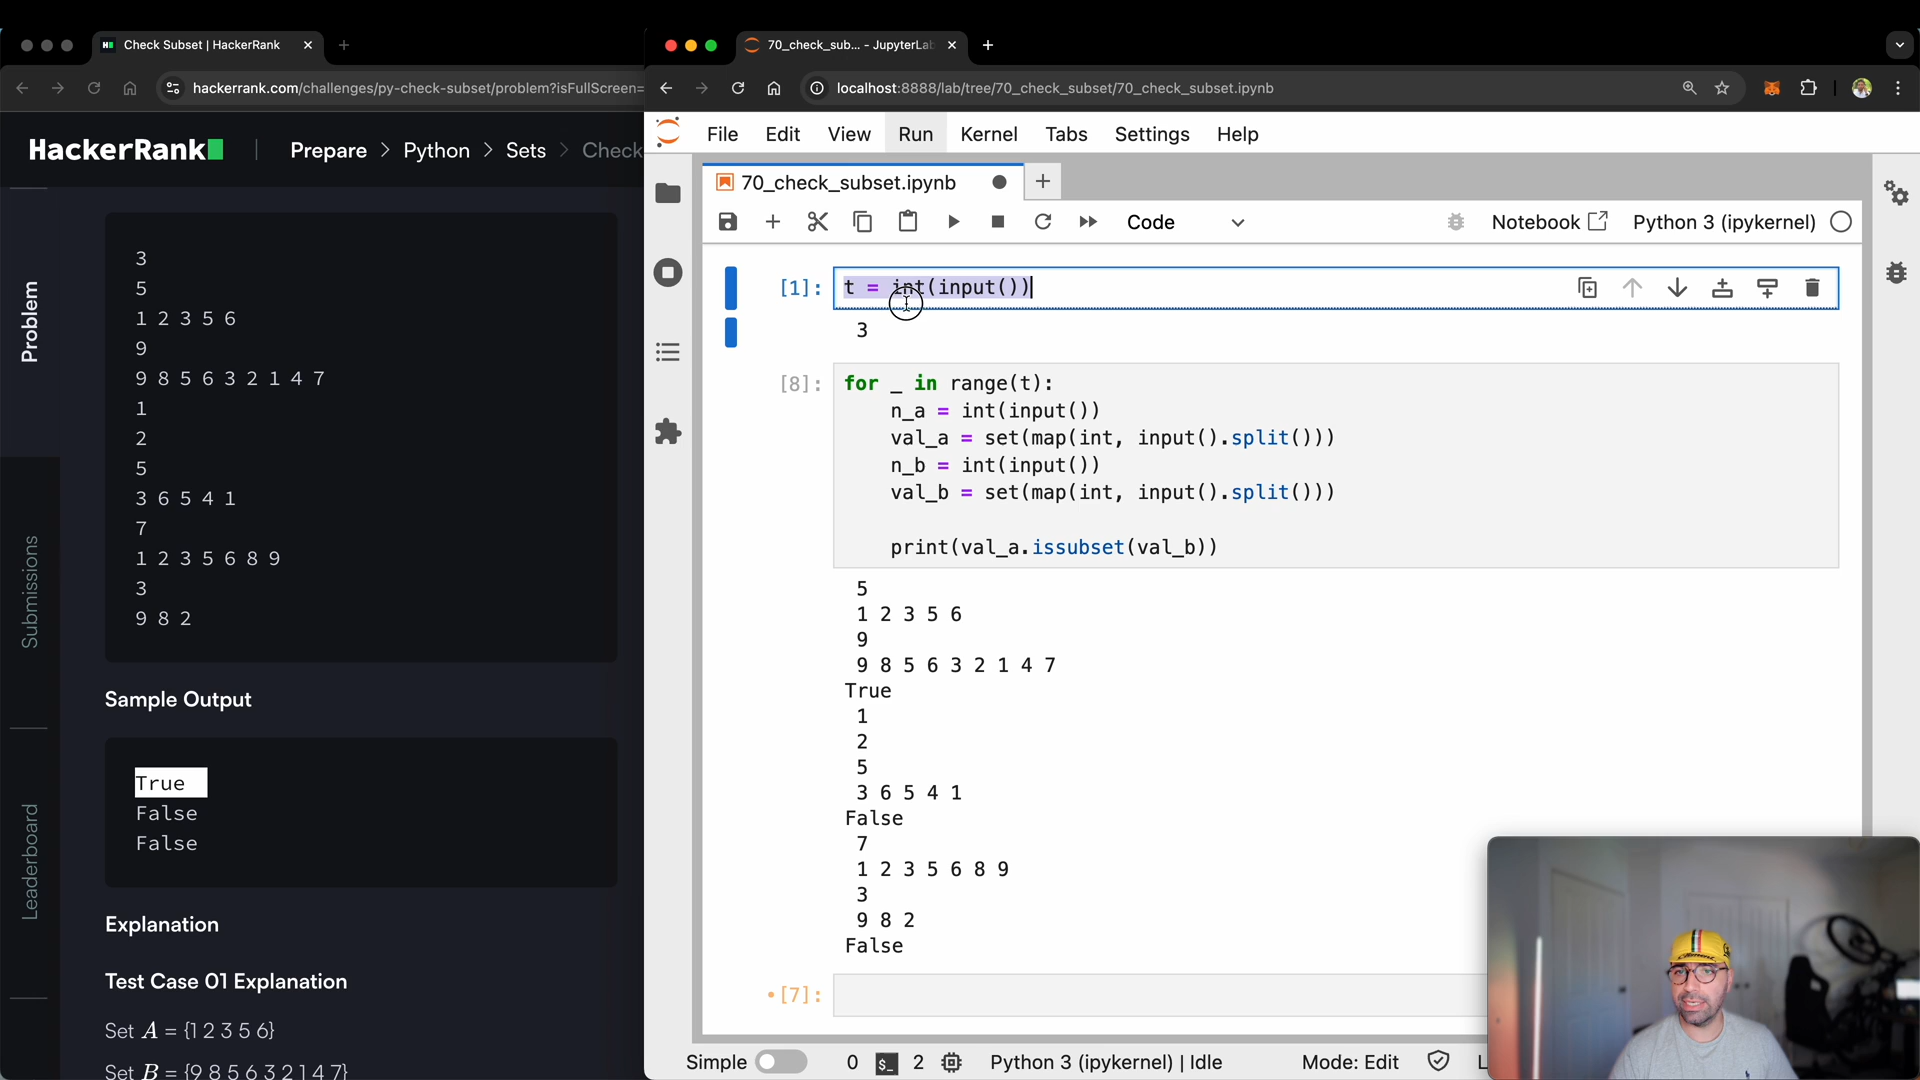 Check Subset | HackerRank
hackerrank.com/challenges/py-check-subset/problem?isFullScreen=
HackerRank
Prepare > Python > Sets > Check
Problem
Submissions
Leaderboard
3
5
1 2 3 5 6
9
9 8 5 6 3 2 1 4 7
1
2
5
3 6 5 4 1
7
1 2 3 5 6 8 9
3
9 8 2
Sample Output
True
False
False
Explanation
Test Case 01 Explanation
Set A = {1 2 3 5 6}
Set B = {9 8 5 6 3 2 1 4 7}
70_check_sub... - JupyterLab
localhost:8888/lab/tree/70_check_subset/70_check_subset.ipynb
File Edit View Run Kernel Tabs Settings Help
70_check_subset.ipynb
Code
Notebook
Python 3 (ipykernel)
[1]: t = int(input())
3
[8]: for _ in range(t):
n_a = int(input())
val_a = set(map(int, input().split()))
n_b = int(input())
val_b = set(map(int, input().split()))
print(val_a.issubset(val_b))
5
1 2 3 5 6
9
9 8 5 6 3 2 1 4 7
True
1
2
5
3 6 5 4 1
False
7
1 2 3 5 6 8 9
3
9 8 2
False
[7]:
Simple 0 $_ 2 Python 3 (ipykernel) | Idle Mode: Edit L